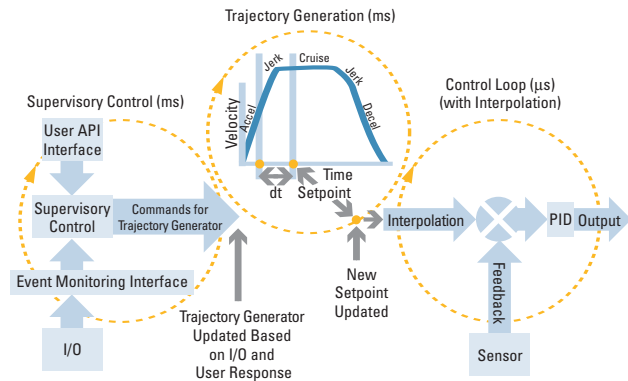 Trajectory Generation (ms)
Jerk
Cruise
Jerk
Velocity
Accel
Decel
Time
dt
Setpoint
Supervisory Control (ms)
User API
Interface
Supervisory
Control
Commands for
Trajectory Generator
Event Monitoring Interface
I/O
Trajectory Generator
Updated Based
on I/O and
User Response
New
Setpoint
Updated
Control Loop (μs)
(with Interpolation)
Interpolation
PID
Output
Feedback
Sensor